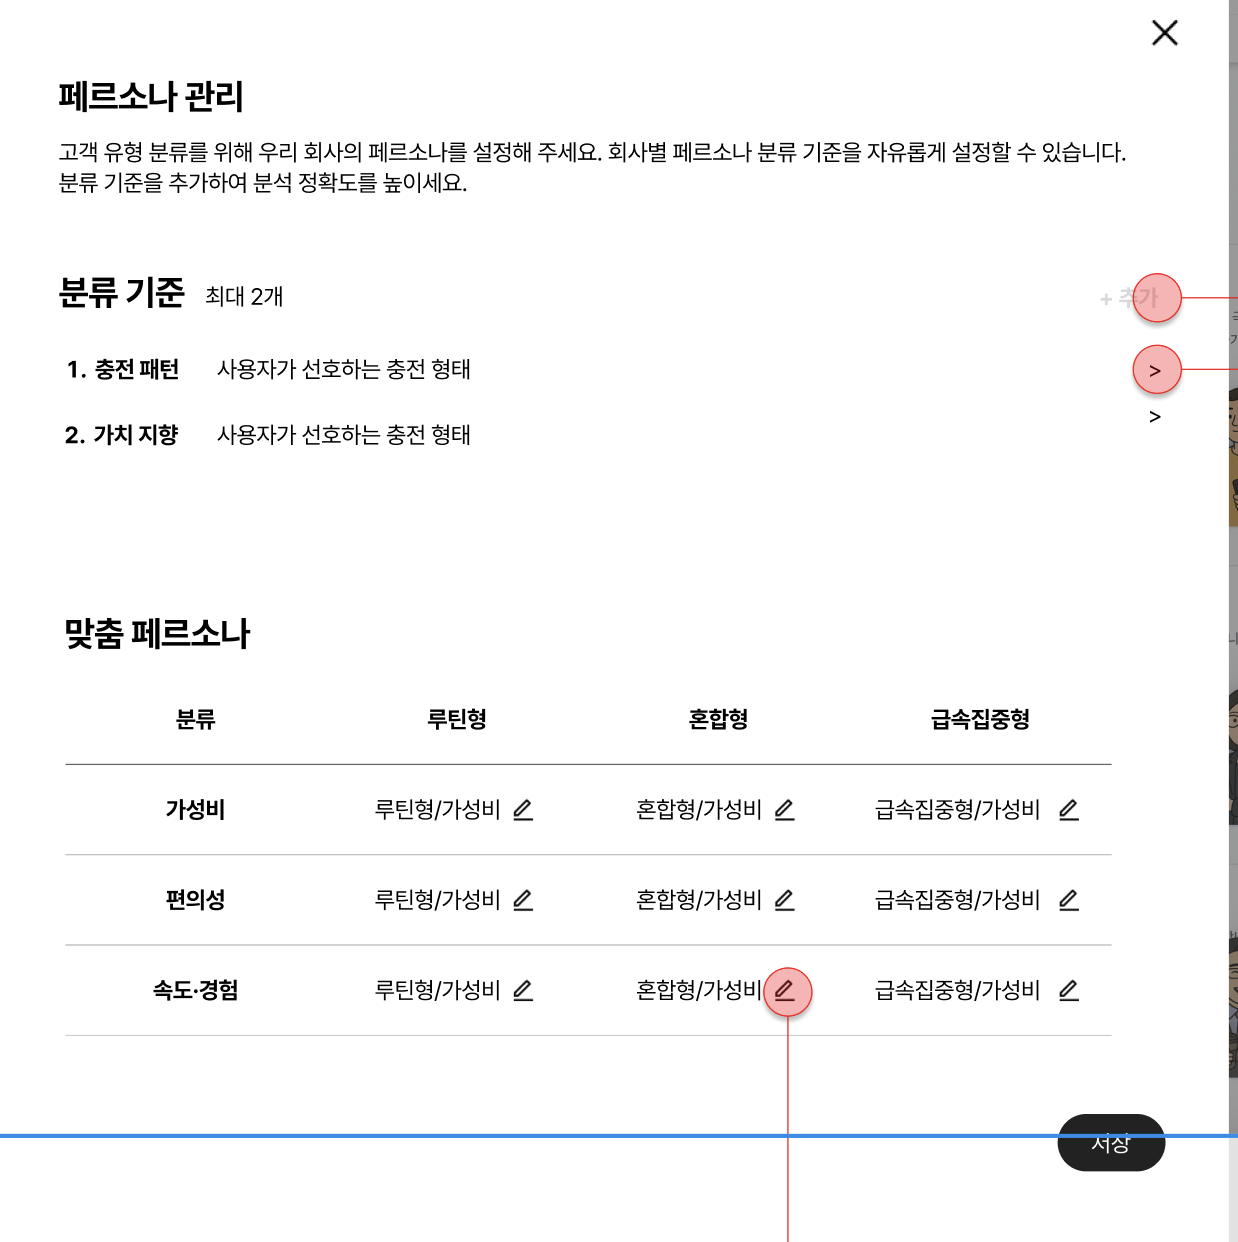 페르소나 관리
고객 유형 분류를 위해 우리 회사의 페르소나를 설정해 주세요. 회사별 페르소나 분류 기준을 자유롭게 설정할 수 있습니다.
분류 기준을 추가하여 분석 정확도를 높이세요.
분류 기준 최대 2개 + 추가
1. 충전 패턴 사용자가 선호하는 충전 형태 >
>
2. 가치 지향 사용자가 선호하는 충전 형태
맞춤 페르소나
분류 루틴형 혼합형 급속집중형
가성비 루틴형/가성비 혼합형/가성비 급속집중형/가성비
편의성 루틴형/가성비 혼합형/가성비 급속집중형/가성비
속도·경험 루틴형/가성비 혼합형/가성비 급속집중형/가성비
저장